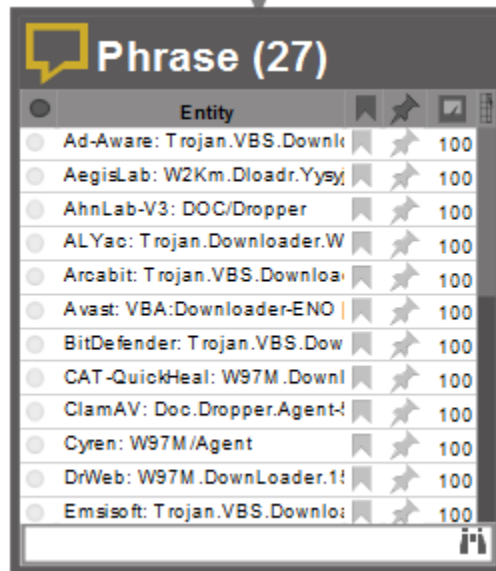 Phrase (27)
Entity
Ad-Aware: Trojan.VBS.Downlo 100
AegisLab: W2Km.Dloadr.Yysyj 100
AhnLab-V3: DOC/Dropper 100
ALYac: Trojan.Downloader.W 100
Arcabit: Trojan.VBS.Downloa 100
Avast: VBA:Downloader-ENO [ 100
BitDefender: Trojan.VBS.Dow 100
CAT-QuickHeal: W97M.Downl 100
ClamAV: Doc.Dropper.Agent- 100
Cyren: W97M/Agent 100
DrWeb: W97M.DownLoader.1 100
Emsisoft: Trojan.VBS.Downloa 100